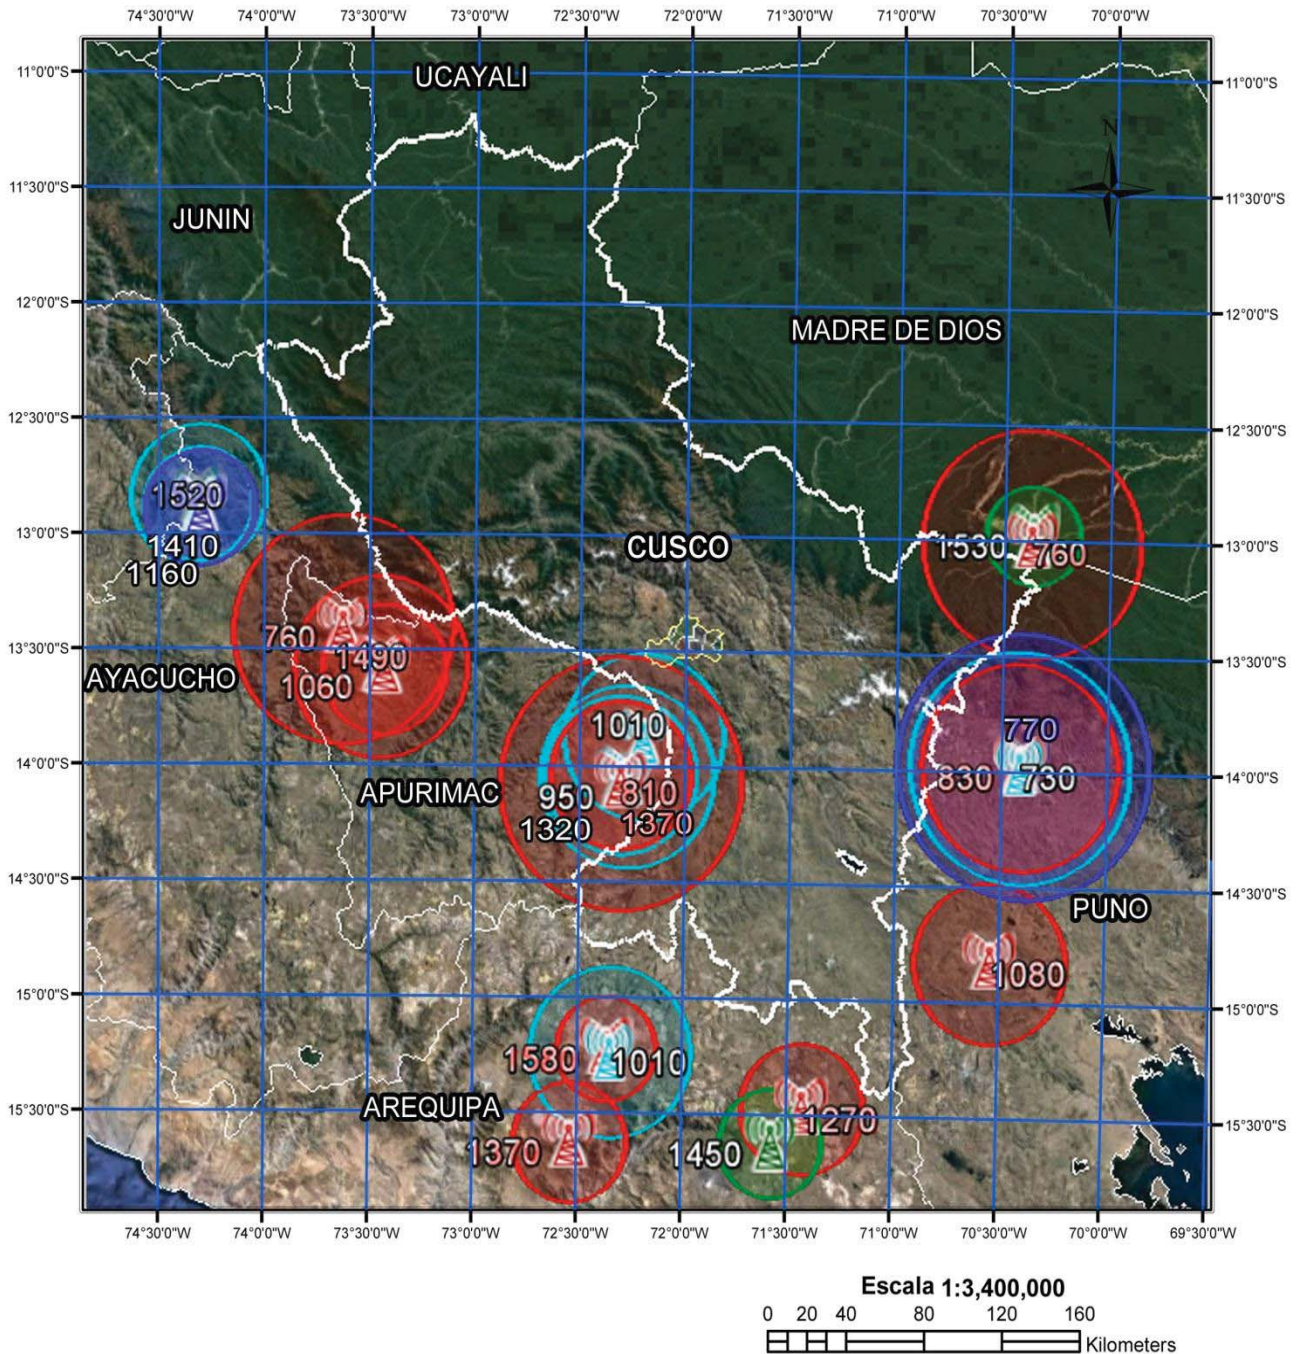 74°30'0"W 74°0'0"W 73°30'0"W 73°0'0"W 72°30'0"W 72°0'0"W 71°30'0"W 71°0'0"W 70°30'0"W 70°0'0"W
UCAYALI
11°0'0"S 11°0'0"S
N
11°30'0"S 11°30'0"S
JUNIN
12°0'0"S 12°0'0"S
MADRE DE DIOS
12°30'0"S 12°30'0"S
1520
13°0'0"S 1410 CUSCO 1530 760 13°0'0"S
1160
760
1490
13°30'0"S 13°30'0"S
AYACUCHO 1060
1010 770
14°0'0"S 830 730 14°0'0"S
APURIMAC 950 810
1320 1370
14°30'0"S 14°30'0"S
PUNO
1080
15°0'0"S 15°0'0"S
1580 1010
AREQUIPA 1270
15°30'0"S 15°30'0"S
1370 1450
74°30'0"W 74°0'0"W 73°30'0"W 73°0'0"W 72°30'0"W 72°0'0"W 71°30'0"W 71°0'0"W 70°30'0"W 70°0'0"W 69°30'0"W
Escala 1:3,400,000
0 20 40 80 120 160
Kilometers